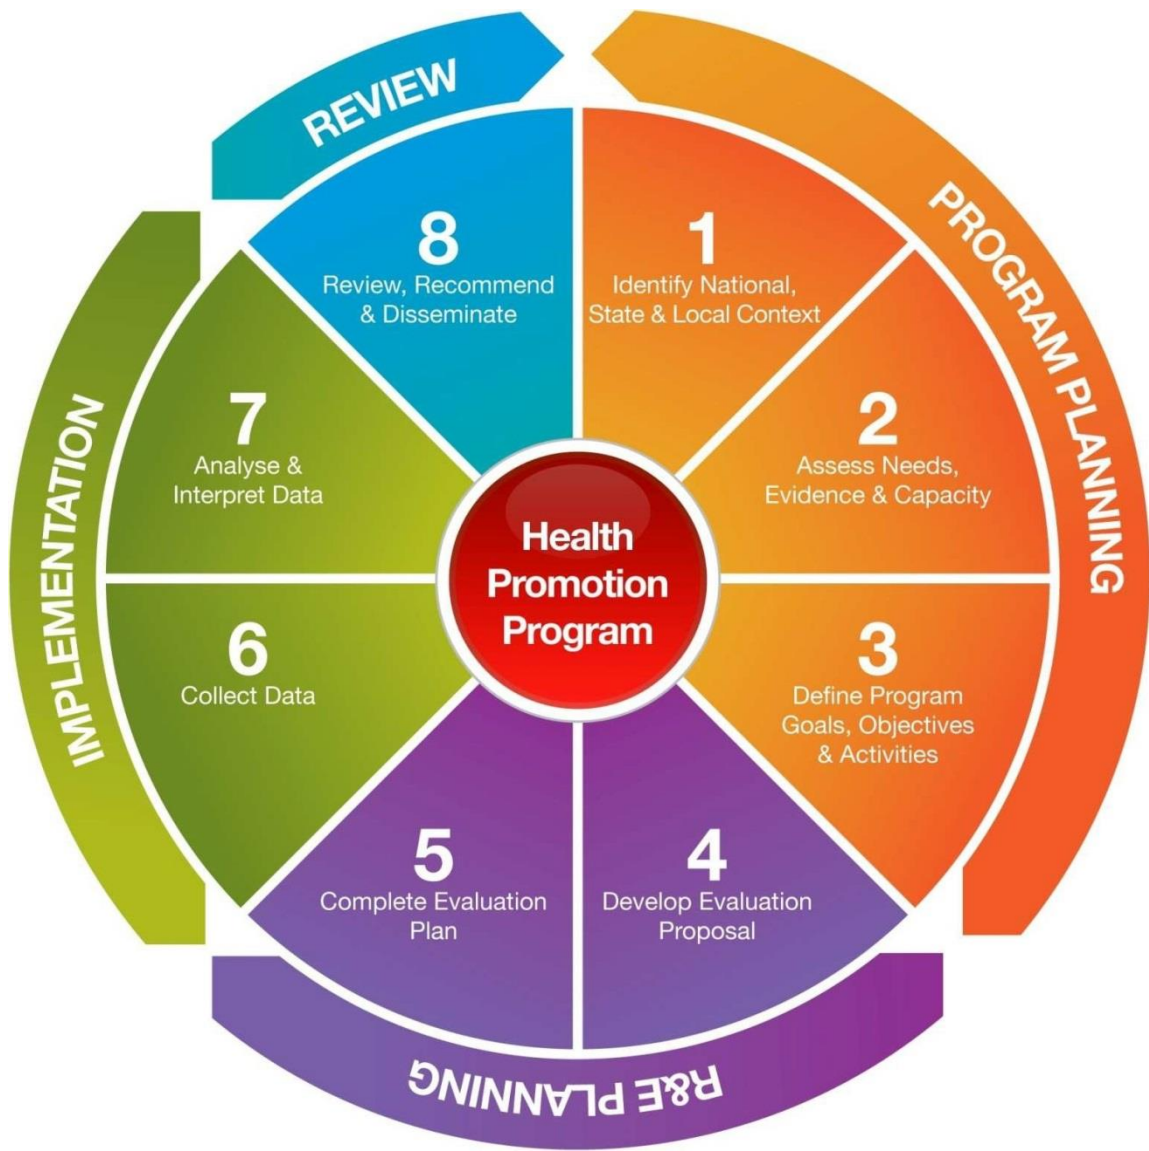 REVIEW
PROGRAM PLANNING
R&E PLANNING
IMPLEMENTATION
1
Identify National,
State & Local Context
2
Assess Needs,
Evidence & Capacity
3
Define Program
Goals, Objectives
& Activities
4
Develop Evaluation
Proposal
5
Complete Evaluation
Plan
6
Collect Data
7
Analyse &
Interpret Data
8
Review, Recommend
& Disseminate
Health
Promotion
Program